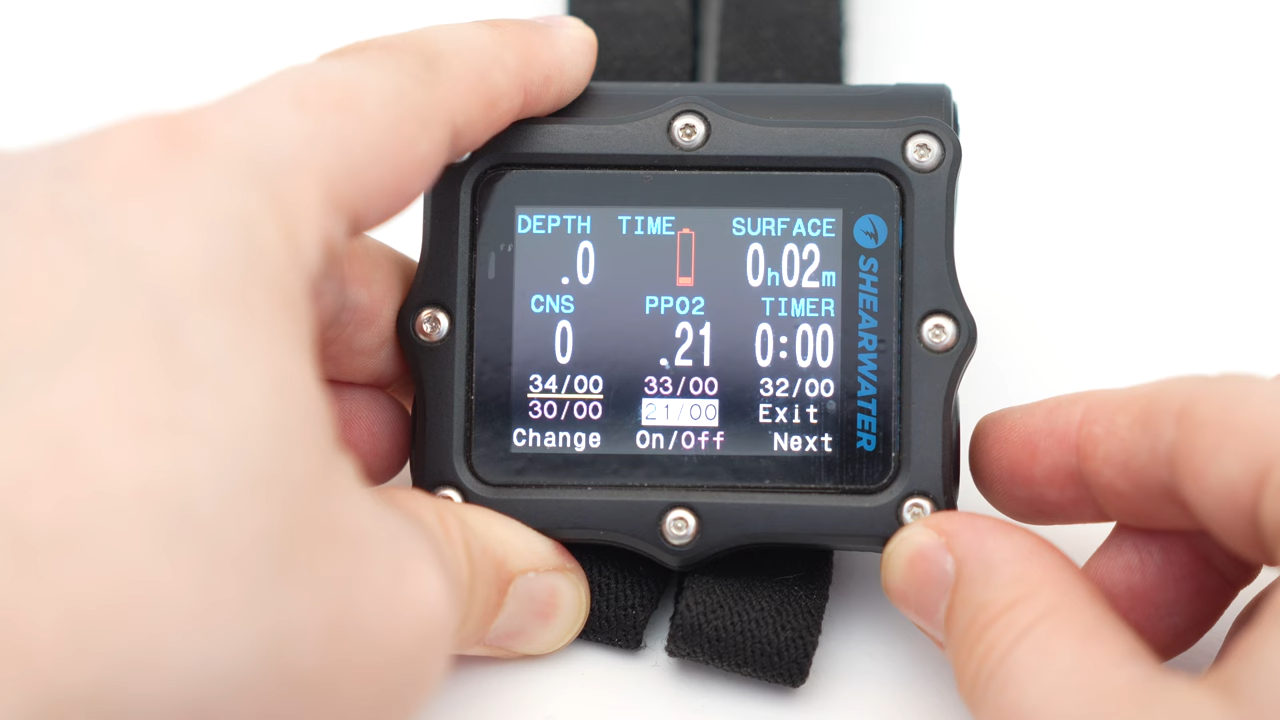 DEPTH TIME SURFACE
.0 0h02m
CNS PPO2 TIMER
0 .21 0:00
34/00 33/00 32/00
30/00 21/00 Exit
Change On/Off Next
SHEARWATER